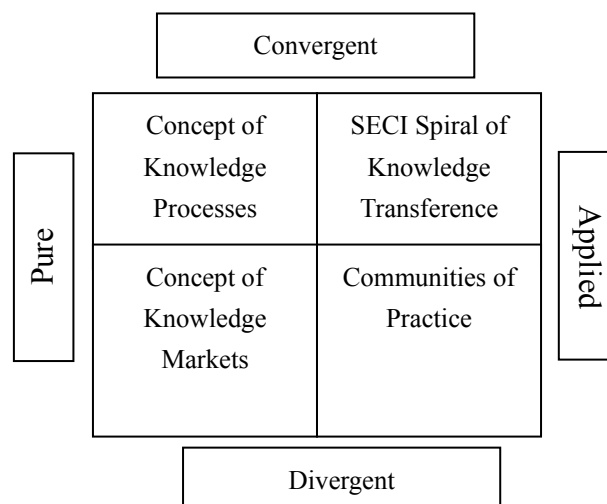 Convergent
Pure
Concept of
Knowledge
Processes
SECI Spiral of
Knowledge
Transference
Applied
Concept of
Knowledge
Markets
Communities of
Practice
Divergent